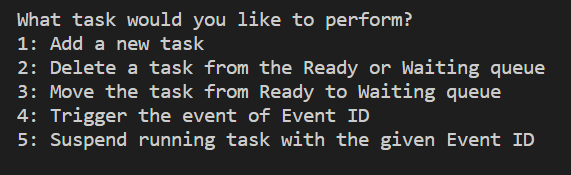 What task would you like to perform?
1: Add a new task
2: Delete a task from the Ready or Waiting queue
3: Move the task from Ready to Waiting queue
4: Trigger the event of Event ID
5: Suspend running task with the given Event ID